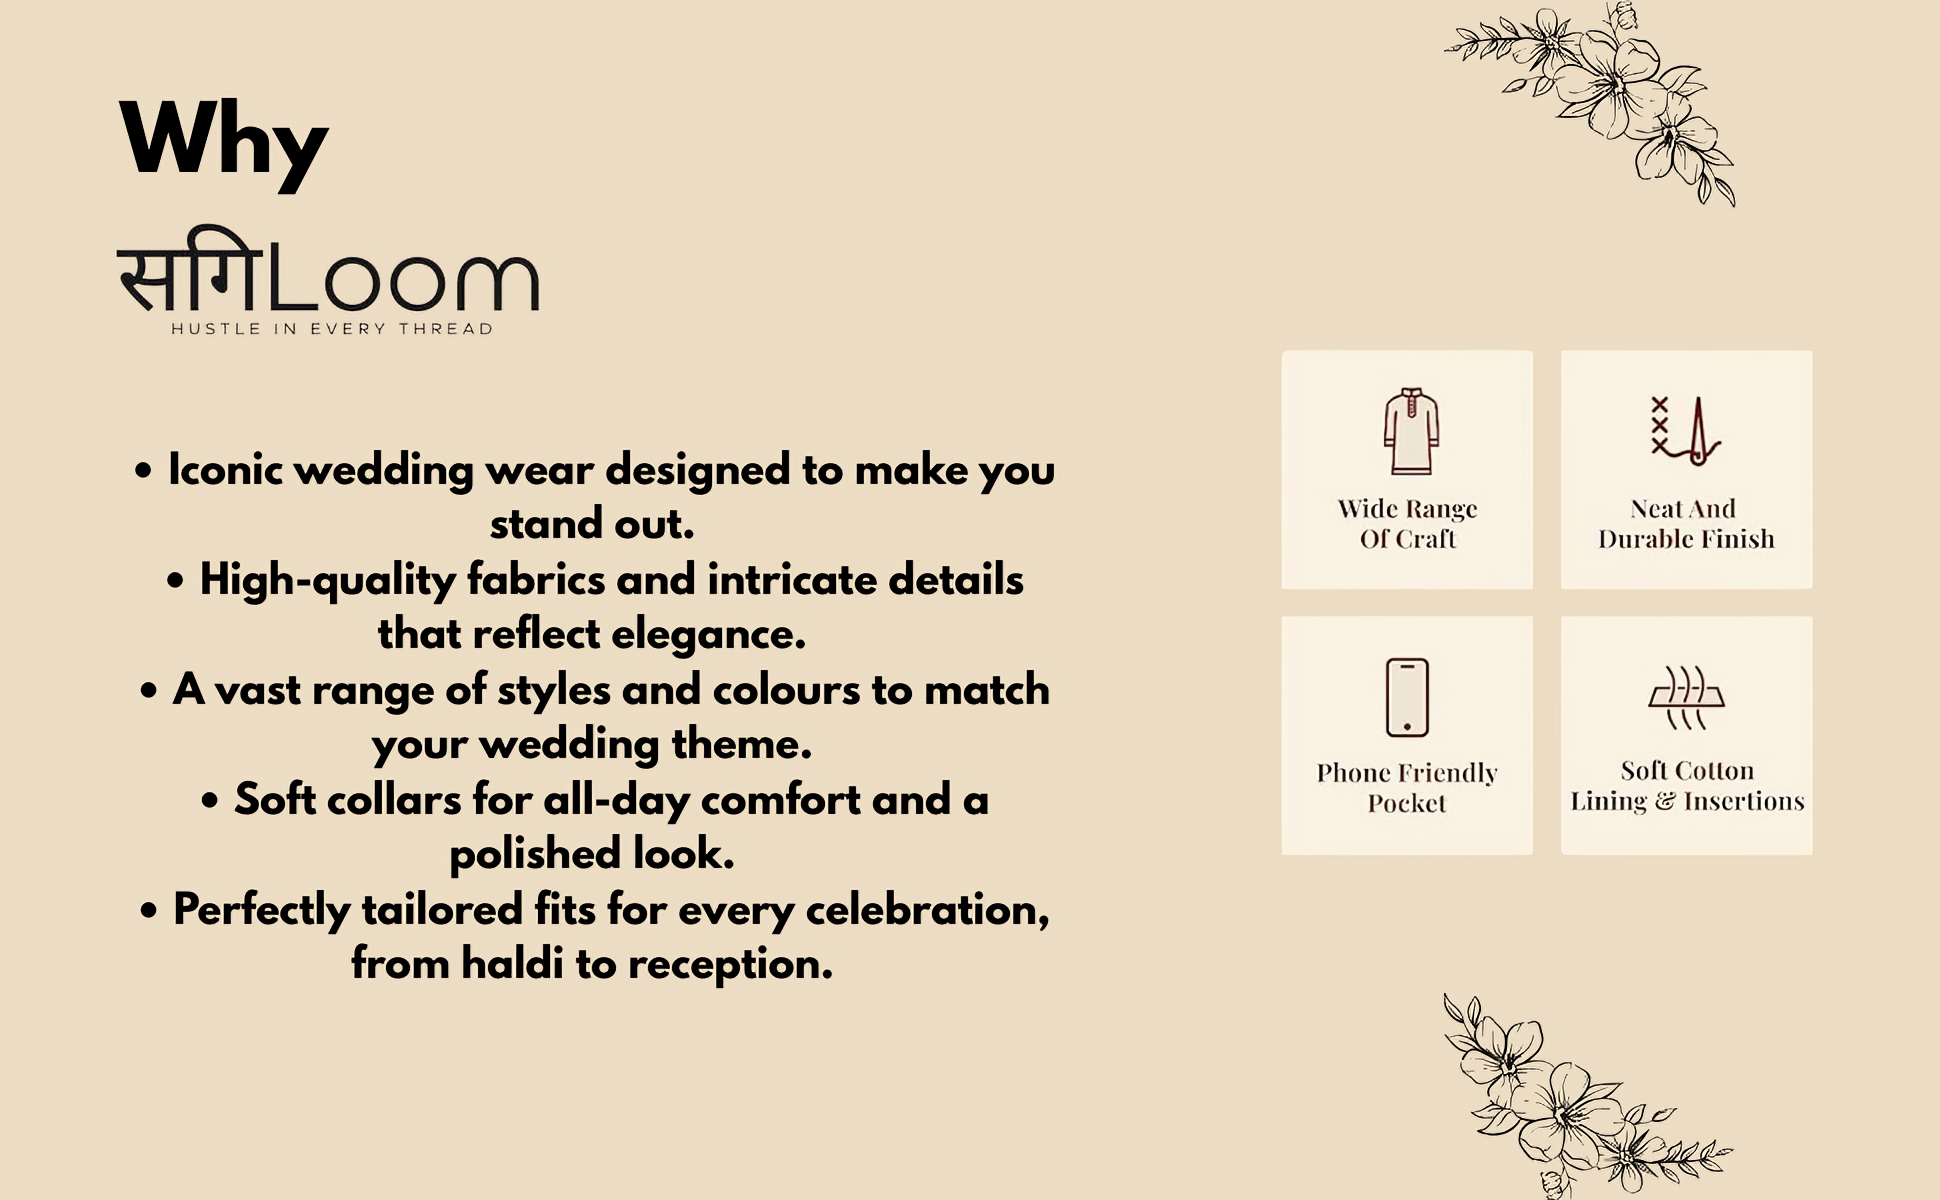 Why
सगिLoom
HUSTLE IN EVERY THREAD
• Iconic wedding wear designed to make you
stand out.
• High-quality fabrics and intricate details
that reflect elegance.
• A vast range of styles and colours to match
your wedding theme.
• Soft collars for all-day comfort and a
polished look.
• Perfectly tailored fits for every celebration,
from haldi to reception.
Wide Range
Of Craft
Neat And
Durable Finish
Phone Friendly
Pocket
Soft Cotton
Lining & Insertions